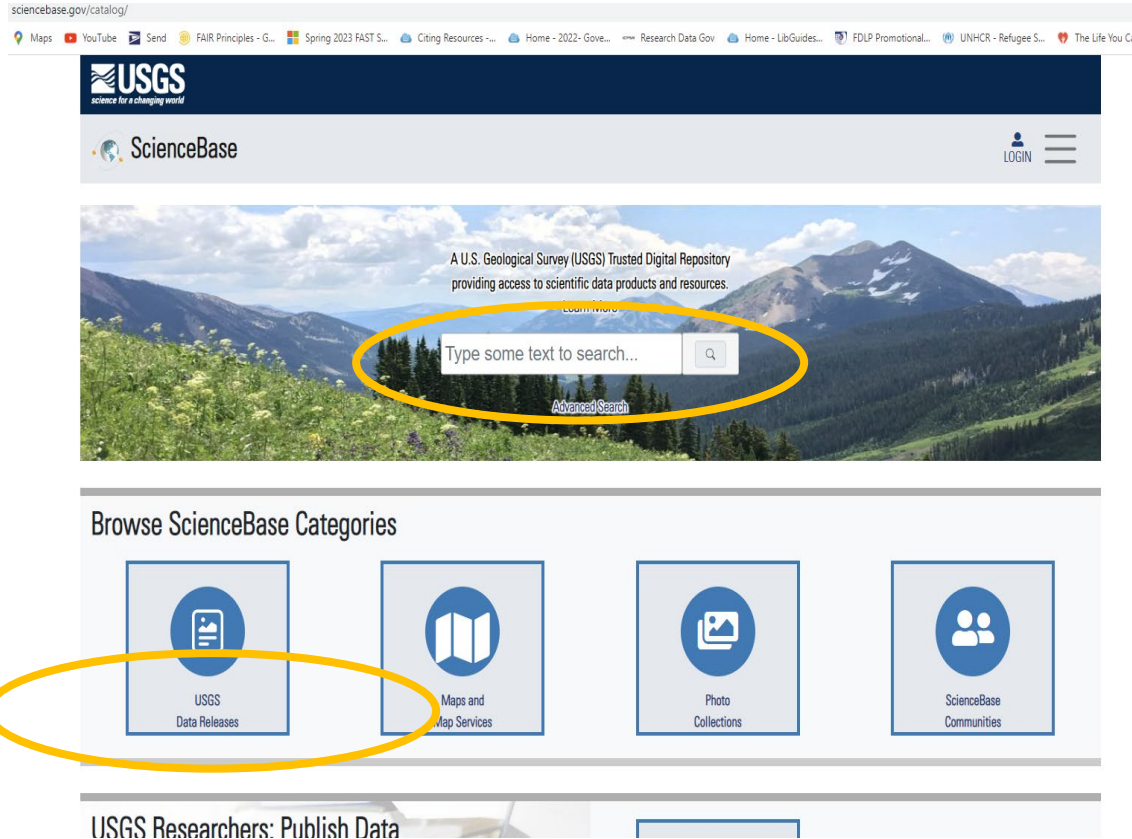 sciencebase.gov/catalog/
Maps YouTube Send FAIR Principles - G... Spring 2023 FAST S... Citing Resources -... Home - 2022- Gove... Research Data Gov Home - LibGuides... FDLP Promotional... UNHCR - Refugee S... The Life You Ca
USGS
science for a changing world
ScienceBase
LOGIN
A U.S. Geological Survey (USGS) Trusted Digital Repository
providing access to scientific data products and resources.
Learn More
Type some text to search...
Advanced Search
Browse ScienceBase Categories
USGS
Data Releases
Maps and
Map Services
Photo
Collections
ScienceBase
Communities
USGS Researchers: Publish Data